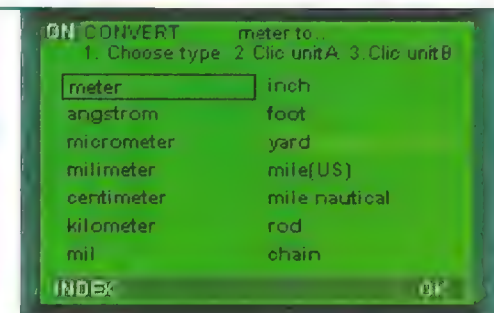 ON CONVERT meter to..
1. Choose type 2 Clic unit A 3. Clic unit B
meter inch
angstrom foot
micrometer yard
milimeter mile(US)
centimeter mile nautical
kilometer rod
mil chain
INDEX OK